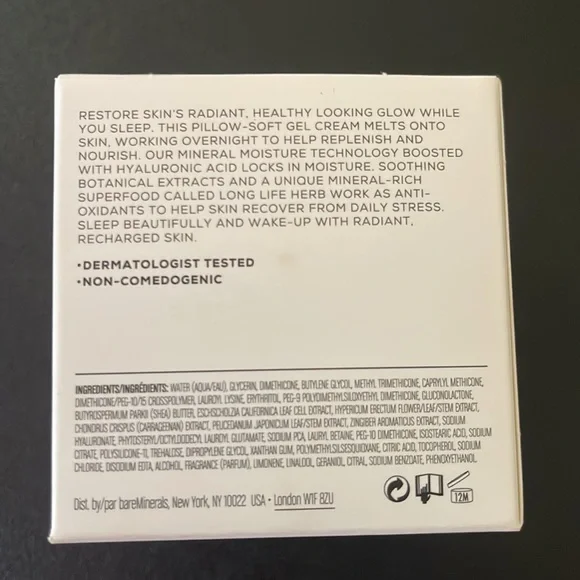 RESTORE SKIN'S RADIANT, HEALTHY LOOKING GLOW WHILE
YOU SLEEP. THIS PILLOW-SOFT GEL CREAM MELTS ONTO
SKIN, WORKING OVERNIGHT TO HELP REPLENISH AND
NOURISH. OUR MINERAL MOISTURE TECHNOLOGY BOOSTED
WITH HYALURONIC ACID LOCKS IN MOISTURE. SOOTHING
BOTANICAL EXTRACTS AND A UNIQUE MINERAL-RICH
SUPERFOOD CALLED LONG LIFE HERB WORK AS ANTI-
OXIDANTS TO HELP SKIN RECOVER FROM DAILY STRESS.
SLEEP BEAUTIFULLY AND WAKE-UP WITH RADIANT,
RECHARGED SKIN.
•DERMATOLOGIST TESTED
•NON-COMEDOGENIC
INGREDIENTS/INGRÉDIENTS: WATER (AQUA/EAU), GLYCERIN, DIMETHICONE, BUTYLENE GLYCOL, METHYL TRIMETHICONE, CAPRYLYL METHICONE,
DIMETHICONE/PEG-10/15 CROSSPOLYMER, LAUROYL LYSINE, ERYTHRITOL, PEG-9 POLYDIMETHYLSILOXYETHYL DIMETHICONE, GLUCONOLACTONE,
BUTYROSPERMUM PARKII (SHEA) BUTTER, ESCHSCHOLZIA CALIFORNICA LEAF CELL EXTRACT, HYPERICUM ERECTUM FLOWER/LEAF/STEM EXTRACT,
CHONDRUS CRISPUS (CARRAGEENAN) EXTRACT, PEUCEDANUM JAPONICUM LEAF/STEM EXTRACT, ZINGIBER AROMATICUS EXTRACT, SODIUM
HYALURONATE, PHYTOSTERYL/OCTYLDODECYL LAUROYL GLUTAMATE, SODIUM PCA, LAURYL BETAINE, PEG-10 DIMETHICONE, ISOSTEARIC ACID, SODIUM
CITRATE, POLYSILICONE-11, TREHALOSE, DIPROPYLENE GLYCOL, XANTHAN GUM, POLYMETHYLSILSESQUIOXANE, CITRIC ACID, TOCOPHEROL, SODIUM
CHLORIDE, DISODIUM EDTA, ALCOHOL, FRAGRANCE (PARFUM), LIMONENE, LINALOOL, GERANIOL, CITRAL, SODIUM BENZOATE, PHENOXYETHANOL.
Dist. by/par bareMinerals, New York, NY 10022 USA • London W1F 8ZU
12M